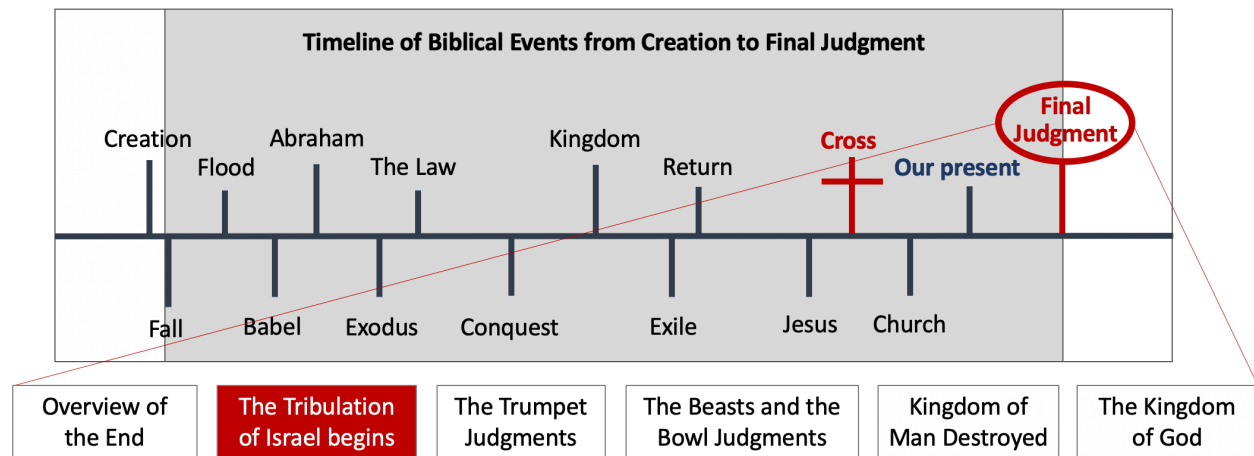 Timeline of Biblical Events from Creation to Final Judgment
Final
Judgment
Creation
Abraham
Kingdom
Cross
Flood
The Law
Return
Our present
Fall
Babel
Exodus
Conquest
Exile
Jesus
Church
Overview of
the End
The Tribulation
of Israel begins
The Trumpet
Judgments
The Beasts and the
Bowl Judgments
Kingdom of
Man Destroyed
The Kingdom
of God